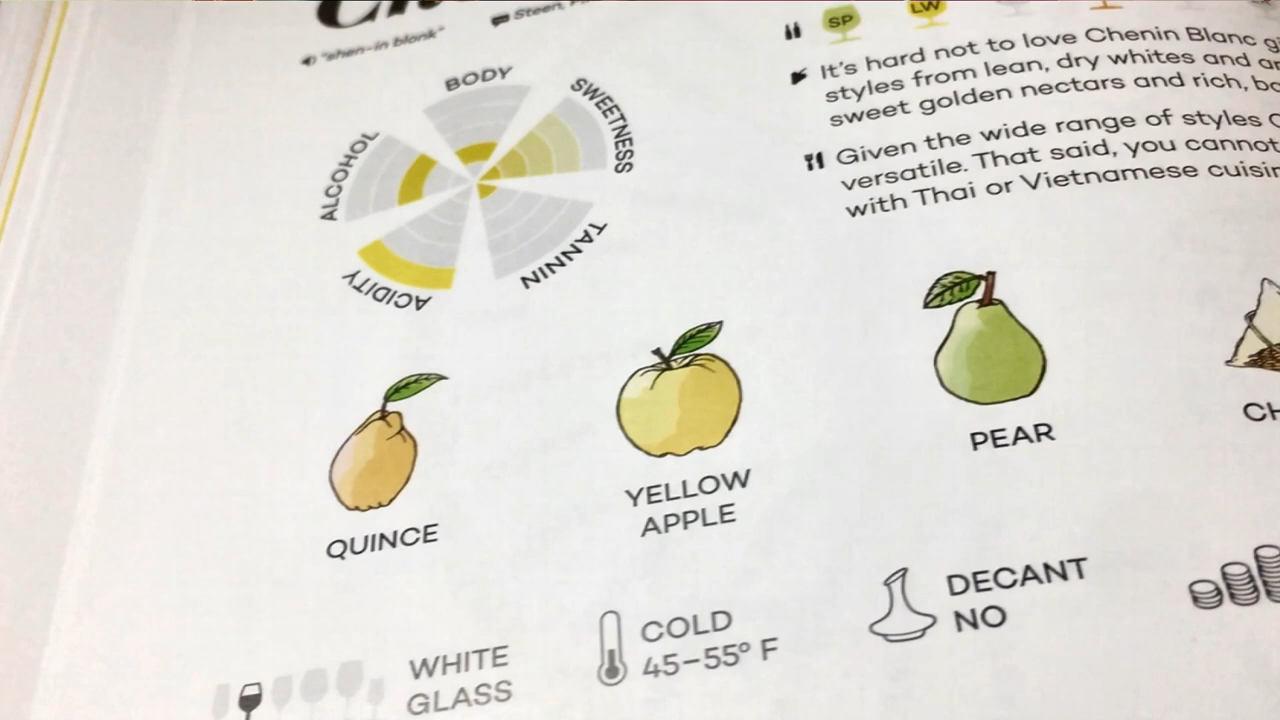 "shen-in blonk"
Steen,
SP
LW
It's hard not to love Chenin Blanc
styles from lean, dry whites and
sweet golden nectars and rich,
Given the wide range of styles
versatile. That said, you cannot
with Thai or Vietnamese
BODY
SWEETNESS
TANNIN
ACIDITY
ALCOHOL
QUINCE
YELLOW
APPLE
PEAR
CH
WHITE
GLASS
COLD
45–55° F
DECANT
NO